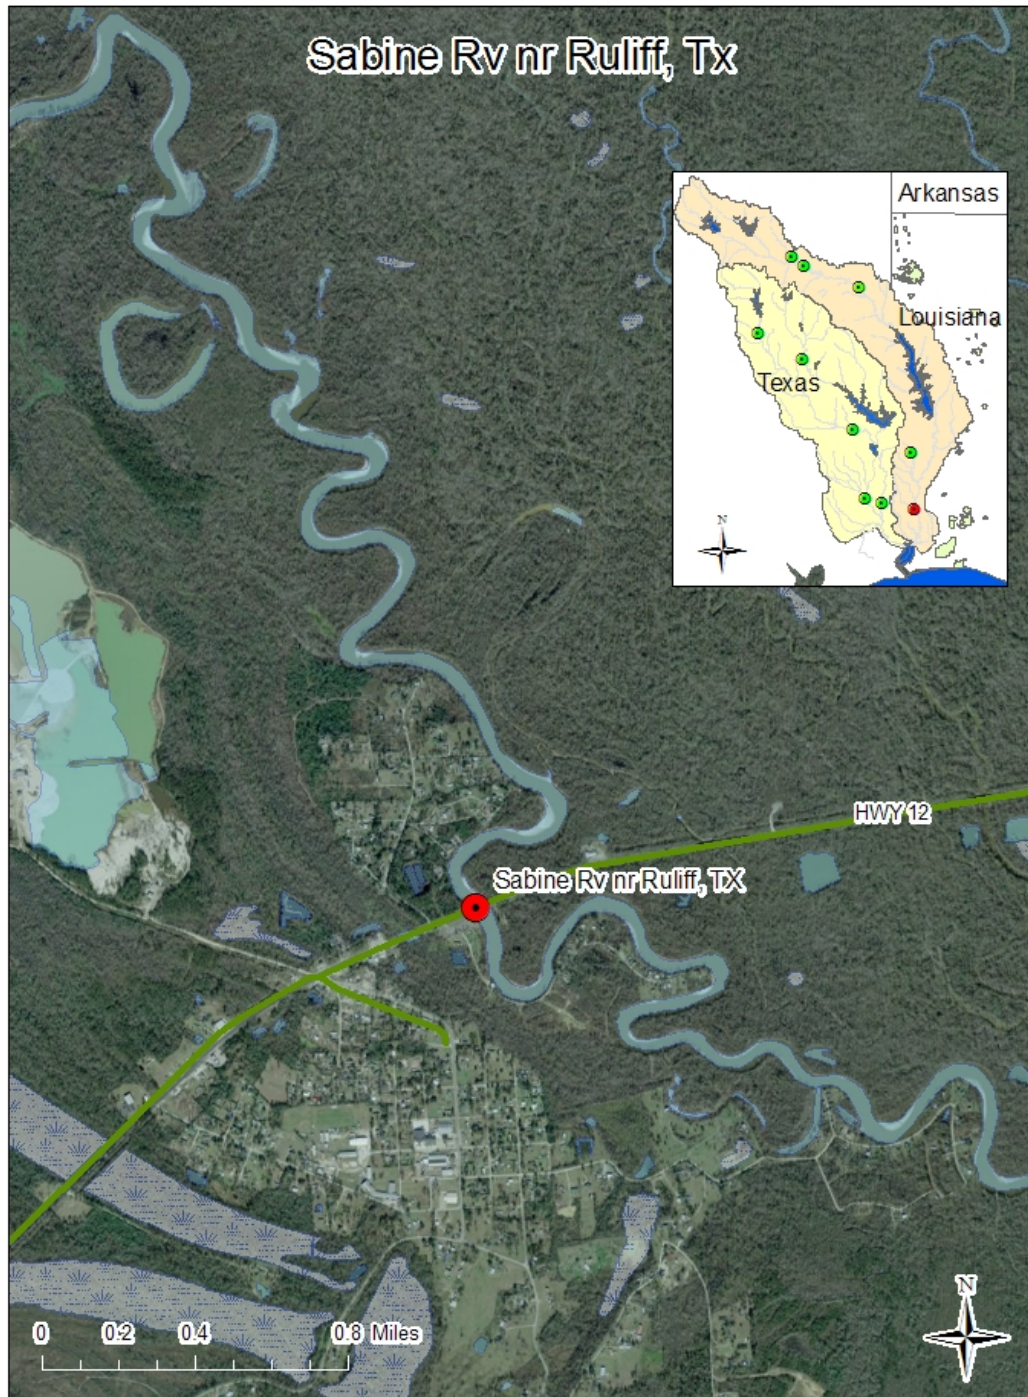 Sabine Rv nr Ruliff, Tx
Arkansas
Louisiana
Texas
N
HWY 12
Sabine Rv nr Ruliff, TX
0 0.2 0.4 0.8 Miles
N